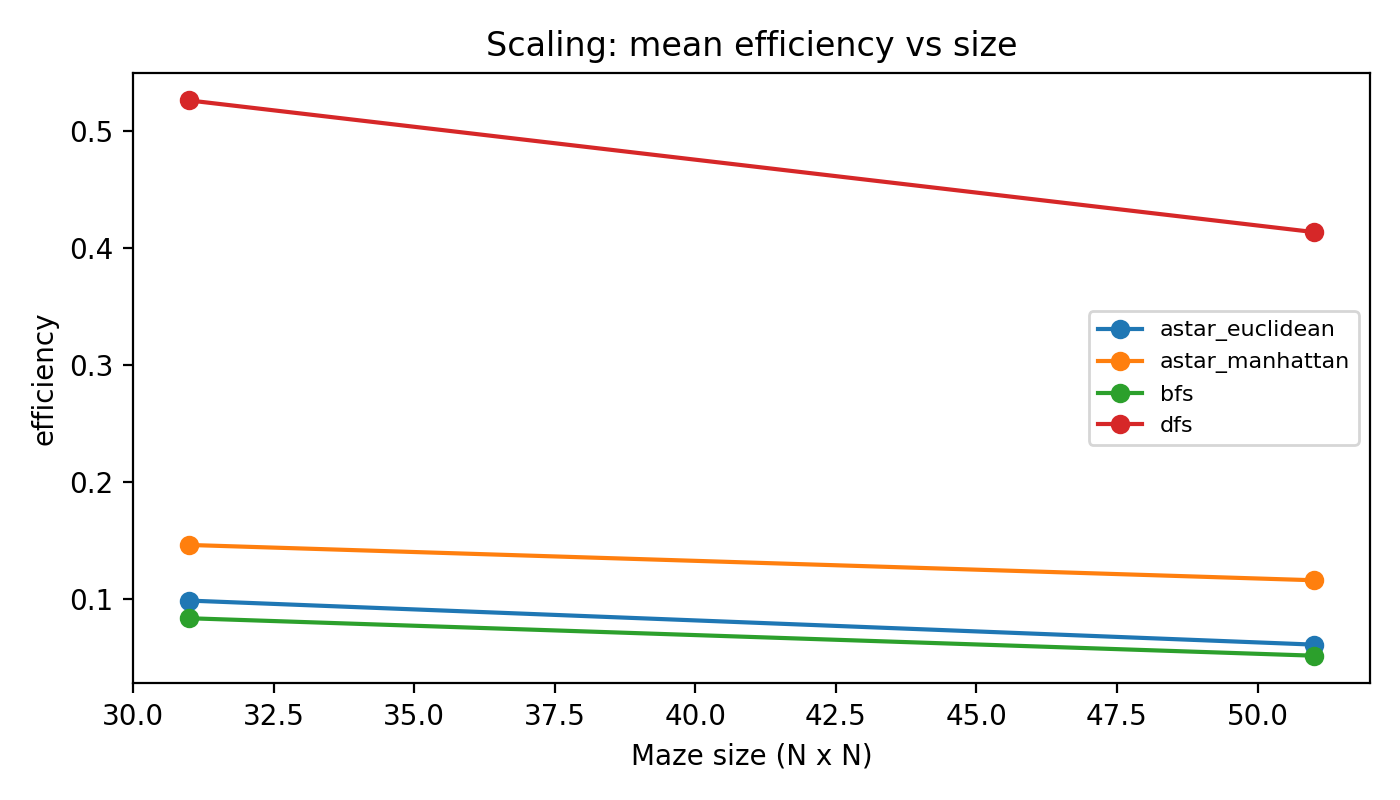 Scaling: mean efficiency vs size
efficiency
0.5
0.4
0.3
0.2
0.1
astar_euclidean
astar_manhattan
bfs
dfs
30.0 32.5 35.0 37.5 40.0 42.5 45.0 47.5 50.0
Maze size (N x N)